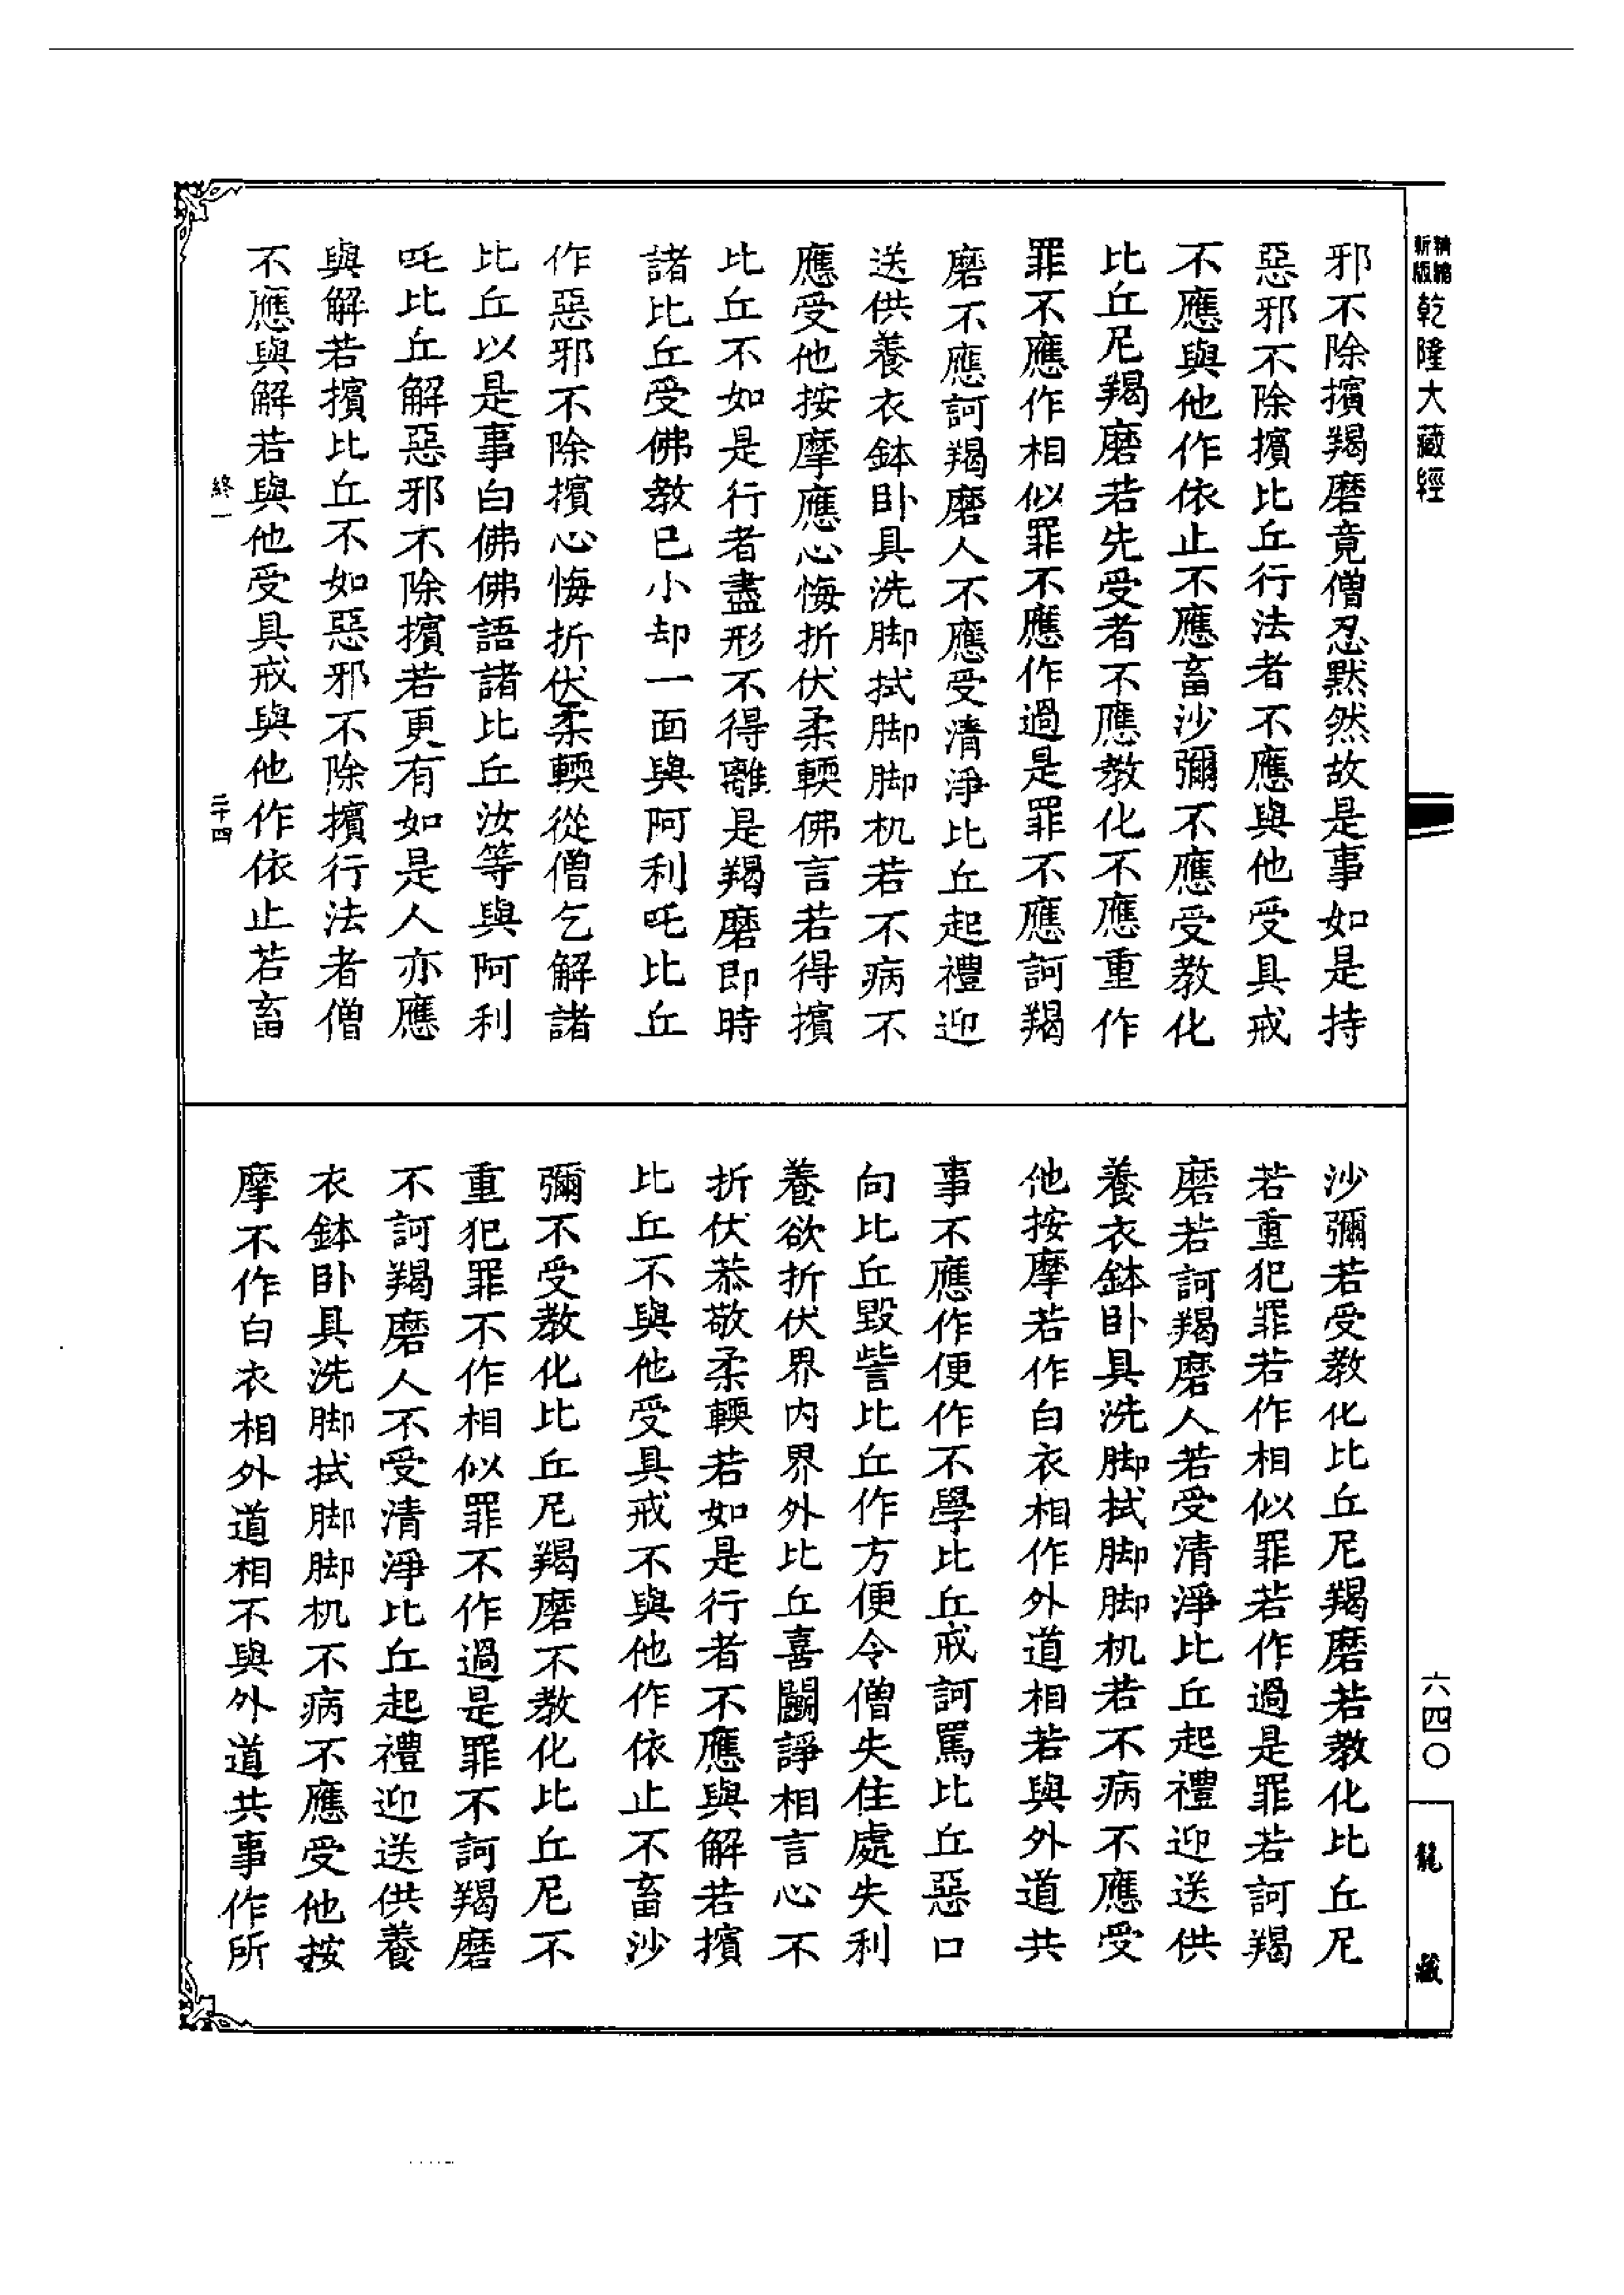 精縮
新版
乾隆大藏經
邪不除擯羯磨竟僧忍默然故是事如是持
惡邪不除擯比丘行法者不應與他受具戒
不應與他作依止不應畜沙彌不應受教化
比丘尼羯磨若先受者不應教化不應重作
罪不應作相似罪不應作過是罪不應訶羯
磨不應訶羯磨人不應受清淨比丘起禮迎
送供養衣鉢卧具洗脚拭脚脚机若不病不
應受他按摩應心悔折伏柔輭佛言若得擯
比丘不如是行者盡形不得離是羯磨即時
諸比丘受佛教已小却一面與阿利吒比丘
作惡邪不除擯心悔折伏柔輭從僧乞解諸
比丘以是事白佛佛語諸比丘汝等與阿利
吒比丘解惡邪不除擯若更有如是人亦應
與解若擯比丘不如惡邪不除擯行法者僧
不應與解若與他受具戒與他作依止若畜
終一
二十四
沙彌若受教化比丘尼羯磨若教化比丘尼
若重犯罪若作相似罪若作過是罪若訶羯
磨若訶羯磨人若受清淨比丘起禮迎送供
養衣鉢卧具洗脚拭脚脚机若不病不應受
他按摩若作白衣相作外道相若與外道共
事不應作便作不學比丘戒訶罵比丘惡口
向比丘毀訾比丘作方便令僧失住處失利
養欲折伏界內界外比丘喜鬭諍相言心不
折伏恭敬柔輭若如是行者不應與解若擯
比丘不與他受具戒不與他作依止不畜沙
彌不受教化比丘尼羯磨不教化比丘尼不
重犯罪不作相似罪不作過是罪不訶羯磨
不訶羯磨人不受清淨比丘起禮迎送供養
衣鉢卧具洗脚拭脚脚机不病不應受他按
摩不作白衣相外道相不與外道共事作所
六四〇
龍藏